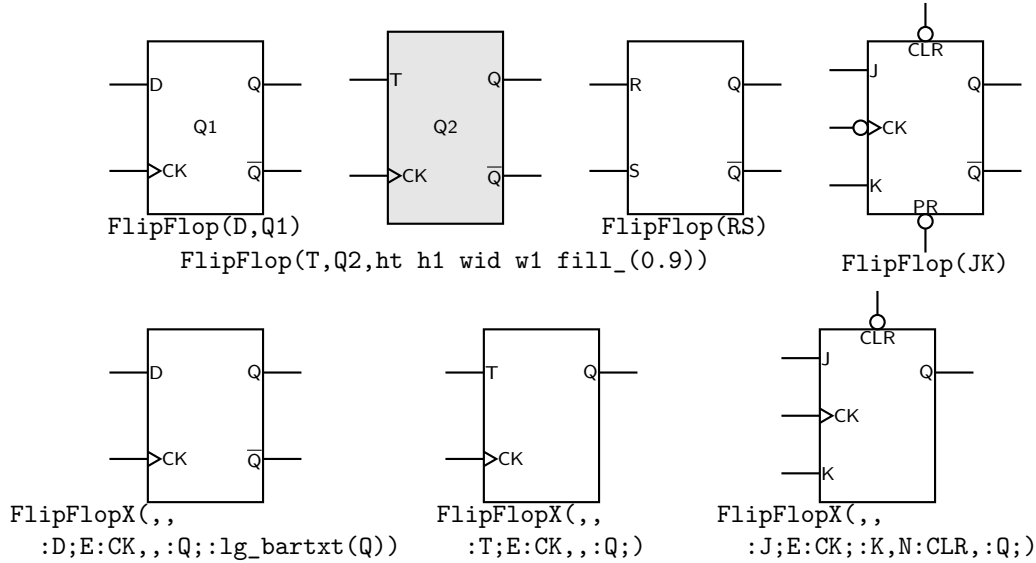 CLR
D Q T Q R Q J Q
Q1 Q2 CK
CK Q̅ CK Q̅ S Q̅ K Q̅
PR
FlipFlop(D,Q1) FlipFlop(RS)
FlipFlop(T,Q2,ht h1 wid w1 fill_(0.9)) FlipFlop(JK)
CLR
D Q T Q J Q
CK
CK Q̅ CK K
FlipFlopX(,, FlipFlopX(,, FlipFlopX(,,
:D;E:CK,,:Q;:lg_bartxt(Q)) :T;E:CK,,:Q;) :J;E:CK;:K,N:CLR,:Q;)